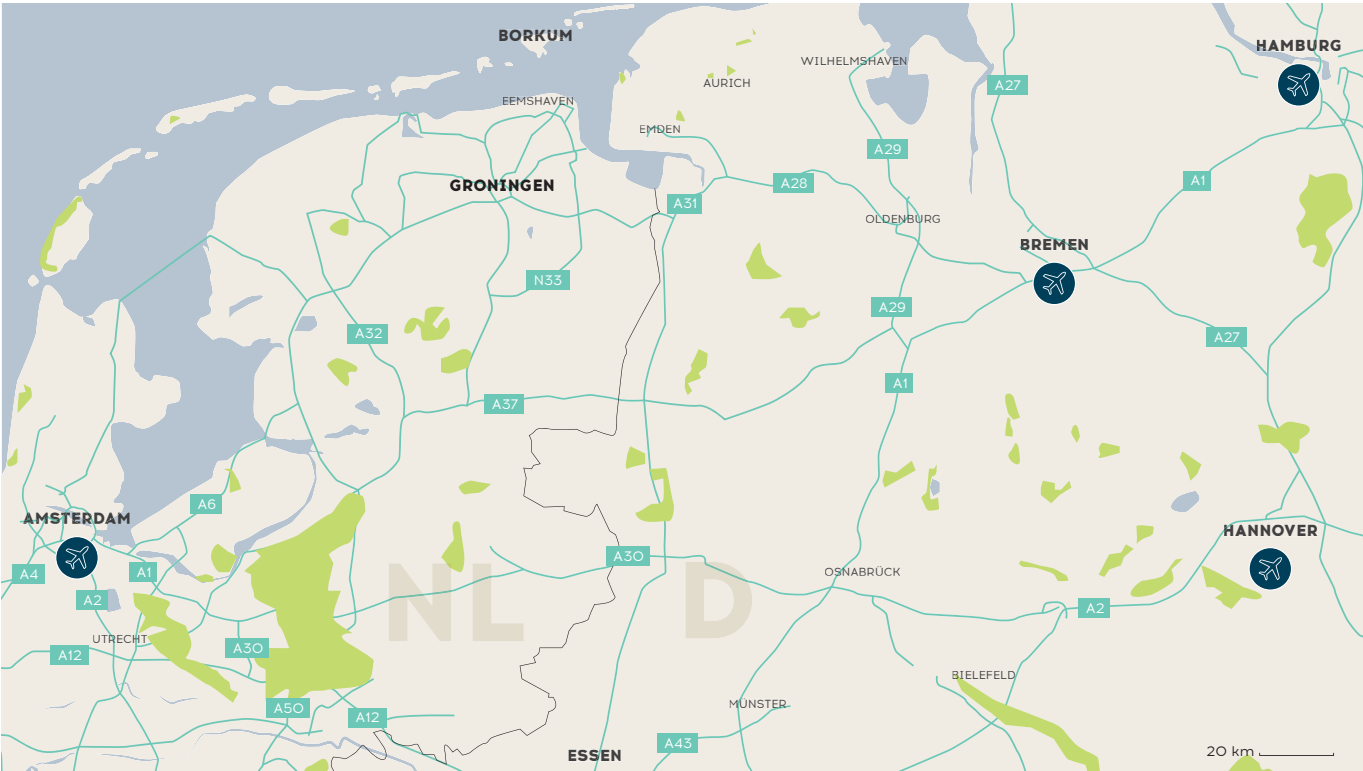 BORKUM
HAMBURG
WILHELMSHAVEN
AURICH
A27
EEMSHAVEN
EMDEN
A29
GRONINGEN
A28
A1
A31
OLDENBURG
BREMEN
N33
A29
A32
A27
A1
A37
A6
AMSTERDAM
HANNOVER
A30
A4
A1
OSNABRÜCK
NL
D
A2
A2
UTRECHT
A30
A12
BIELEFELD
A50
A12
MÜNSTER
A43
ESSEN
20 km